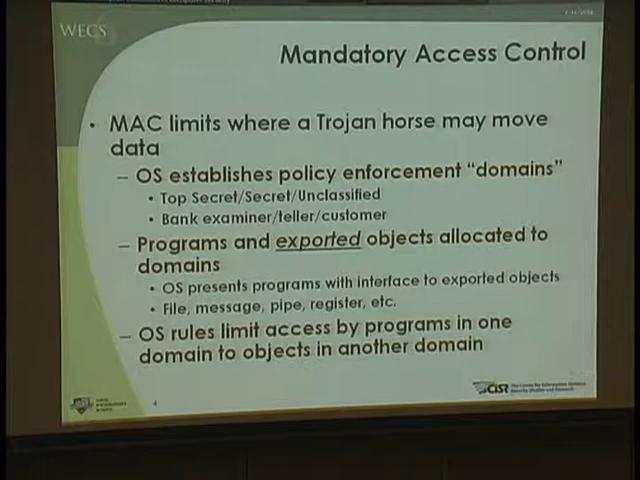 WECS
Mandatory Access Control
• MAC limits where a Trojan horse may move
data
– OS establishes policy enforcement “domains”
• Top Secret/Secret/Unclassified
• Bank examiner/teller/customer
– Programs and exported objects allocated to
domains
• OS presents programs with interface to exported objects
• File, message, pipe, register, etc.
– OS rules limit access by programs in one
domain to objects in another domain
CISR
4